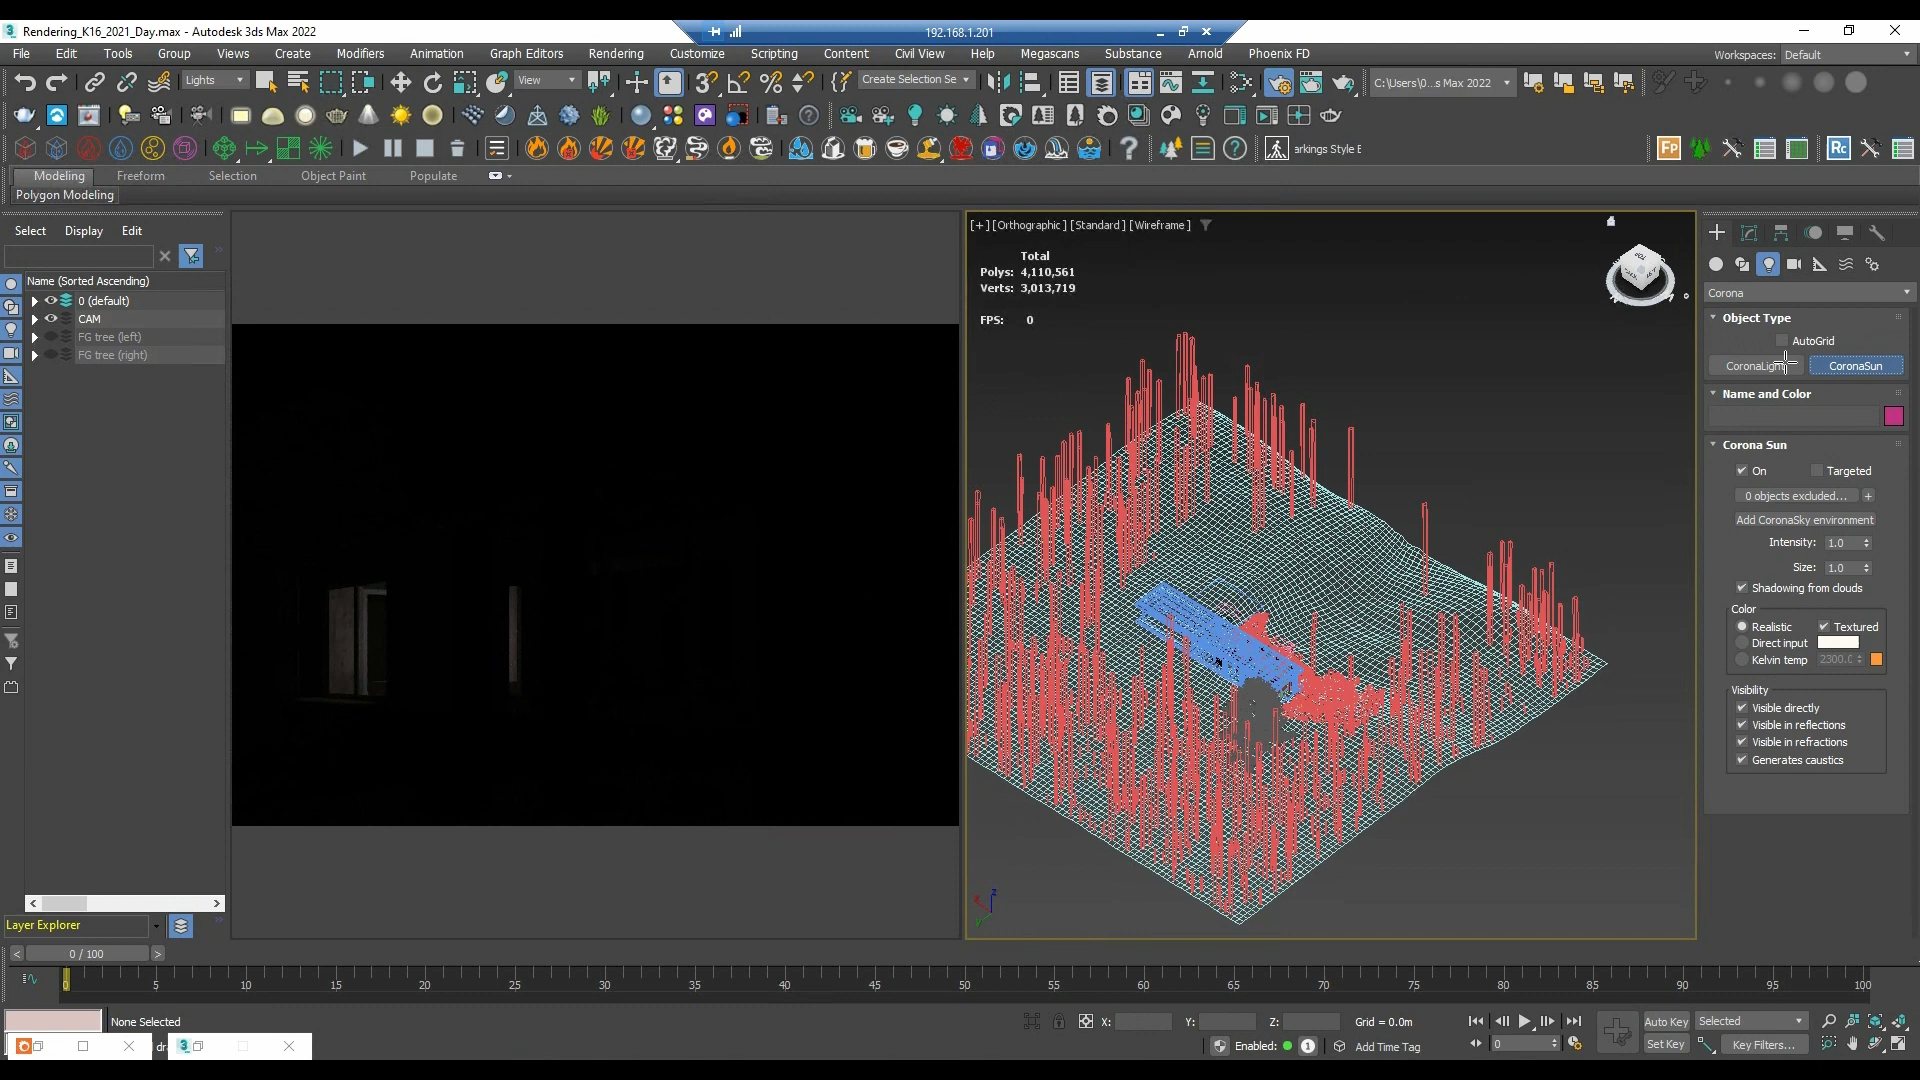 Rendering_K16_2021_Day.max - Autodesk 3ds Max 2022
192.168.1.201
File Edit Tools Group Views Create Modifiers Animation Graph Editors Rendering Customize Scripting Content Civil View Help Megascans Substance Arnold Phoenix FD
Workspaces: Default
Lights
View
Create Selection Se
C:\Users\0...s Max 2022
arkings Style E
Modeling Freeform Selection Object Paint Populate
Polygon Modeling
Select Display Edit
Name (Sorted Ascending)
0 (default)
CAM
FG tree (left)
FG tree (right)
Layer Explorer
[+] [Orthographic] [Standard] [Wireframe]
Total
Polys: 4,110,561
Verts: 3,013,719
FPS: 0
TOP
z
Corona
Object Type
AutoGrid
CoronaLight
CoronaSun
Name and Color
Corona Sun
On
Targeted
0 objects excluded...
+
Add CoronaSky environment
Intensity: 1.0
Size: 1.0
Shadowing from clouds
Color
Realistic
Textured
Direct input
Kelvin temp
2300.0
Visibility
Visible directly
Visible in reflections
Visible in refractions
Generates caustics
< 0 / 100 >
0 5 10 15 20 25 30 35 40 45 50 55 60 65 70 75 80 85 90 95 100
None Selected
X: Y: Z: Grid = 0.0m
Auto Key
Selected
dr
Enabled: 1
Add Time Tag
0
Set Key
Key Filters...